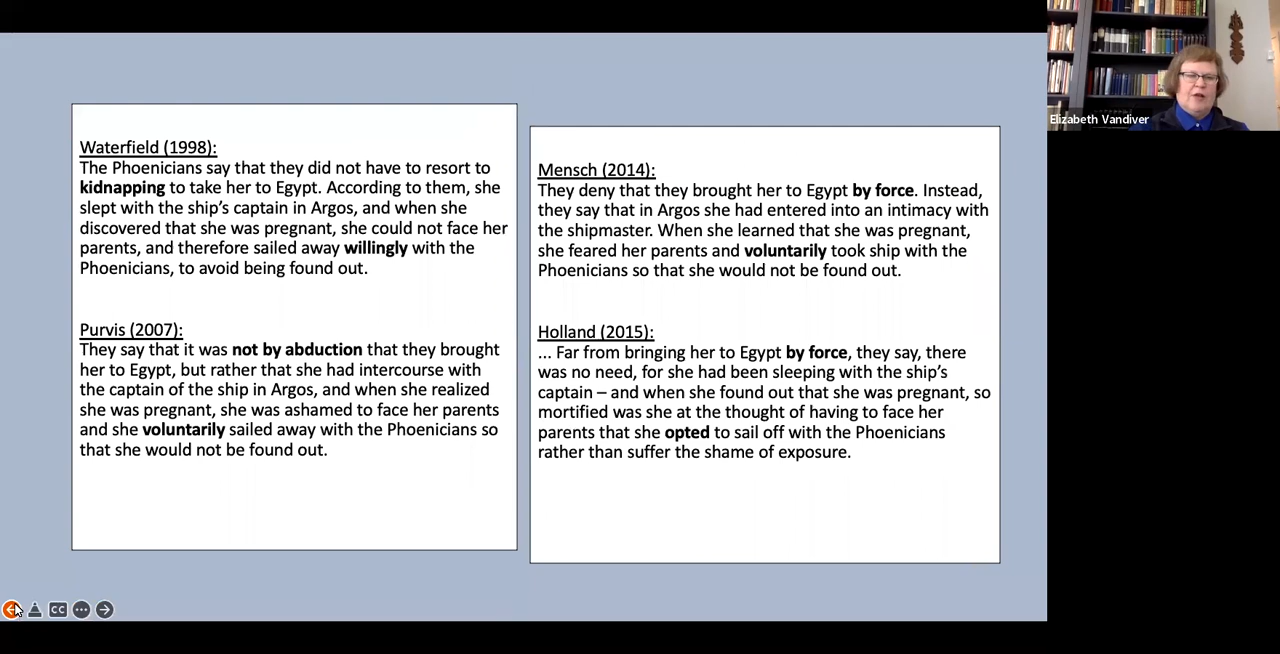 Waterfield (1998):
The Phoenicians say that they did not have to resort to
kidnapping to take her to Egypt. According to them, she
slept with the ship’s captain in Argos, and when she
discovered that she was pregnant, she could not face her
parents, and therefore sailed away willingly with the
Phoenicians, to avoid being found out.
Purvis (2007):
They say that it was not by abduction that they brought
her to Egypt, but rather that she had intercourse with
the captain of the ship in Argos, and when she realized
she was pregnant, she was ashamed to face her parents
and she voluntarily sailed away with the Phoenicians so
that she would not be found out.
Mensch (2014):
They deny that they brought her to Egypt by force. Instead,
they say that in Argos she had entered into an intimacy with
the shipmaster. When she learned that she was pregnant,
she feared her parents and voluntarily took ship with the
Phoenicians so that she would not be found out.
Holland (2015):
... Far from bringing her to Egypt by force, they say, there
was no need, for she had been sleeping with the ship’s
captain – and when she found out that she was pregnant, so
mortified was she at the thought of having to face her
parents that she opted to sail off with the Phoenicians
rather than suffer the shame of exposure.
Elizabeth Vandiver
CC